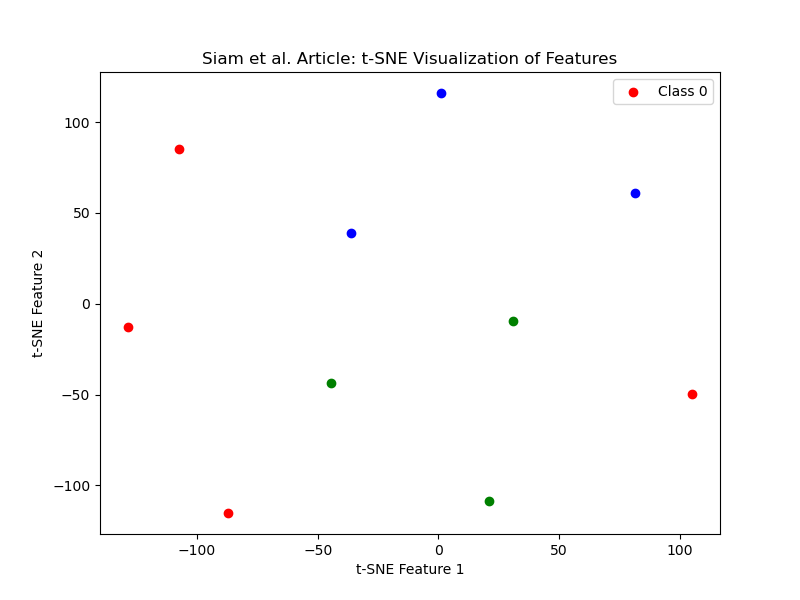 Siam et al. Article: t-SNE Visualization of Features
Class 0
100
50
0
−50
−100
t-SNE Feature 2
−100
−50
0
50
100
t-SNE Feature 1